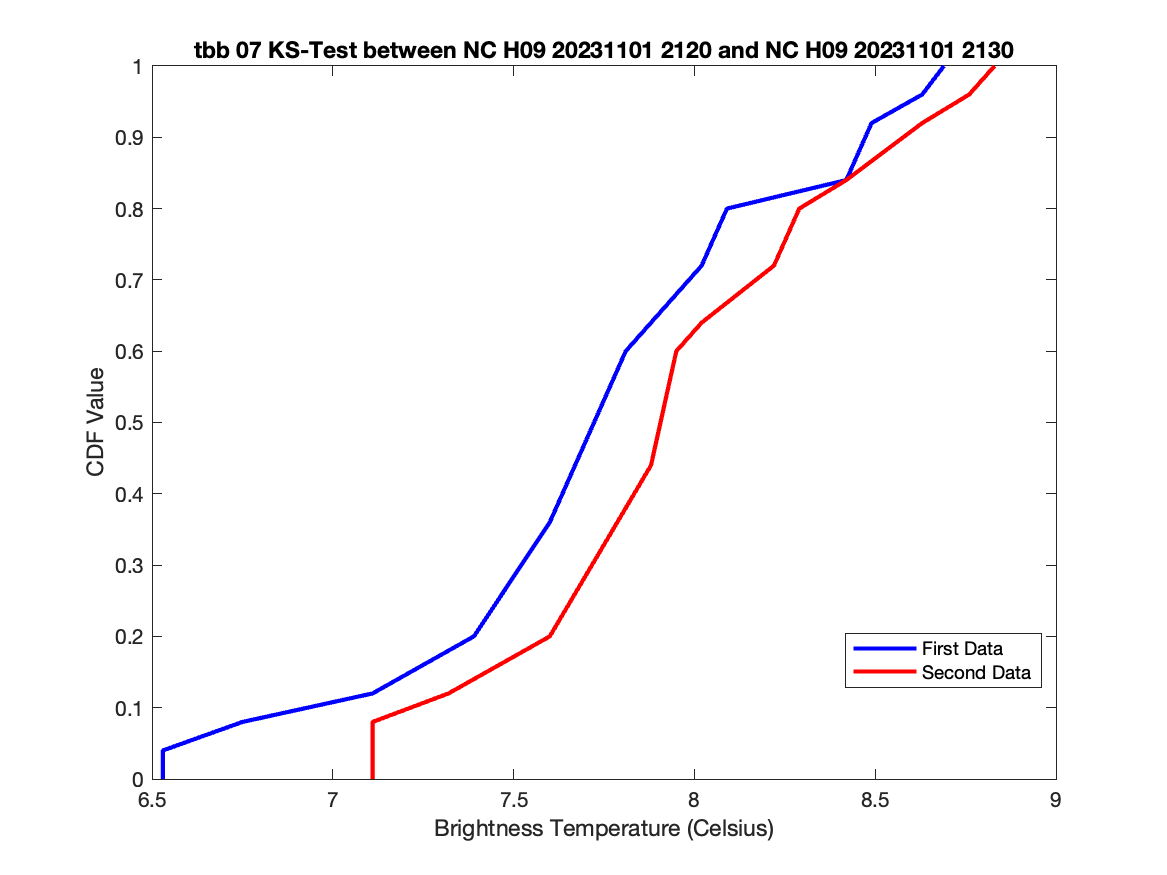 tbb 07 KS-Test between NC H09 20231101 2120 and NC H09 20231101 2130
1
0.9
0.8
0.7
0.6
0.5
0.4
0.3
0.2
0.1
0
CDF Value
First Data
Second Data
6.5 7 7.5 8 8.5 9
Brightness Temperature (Celsius)